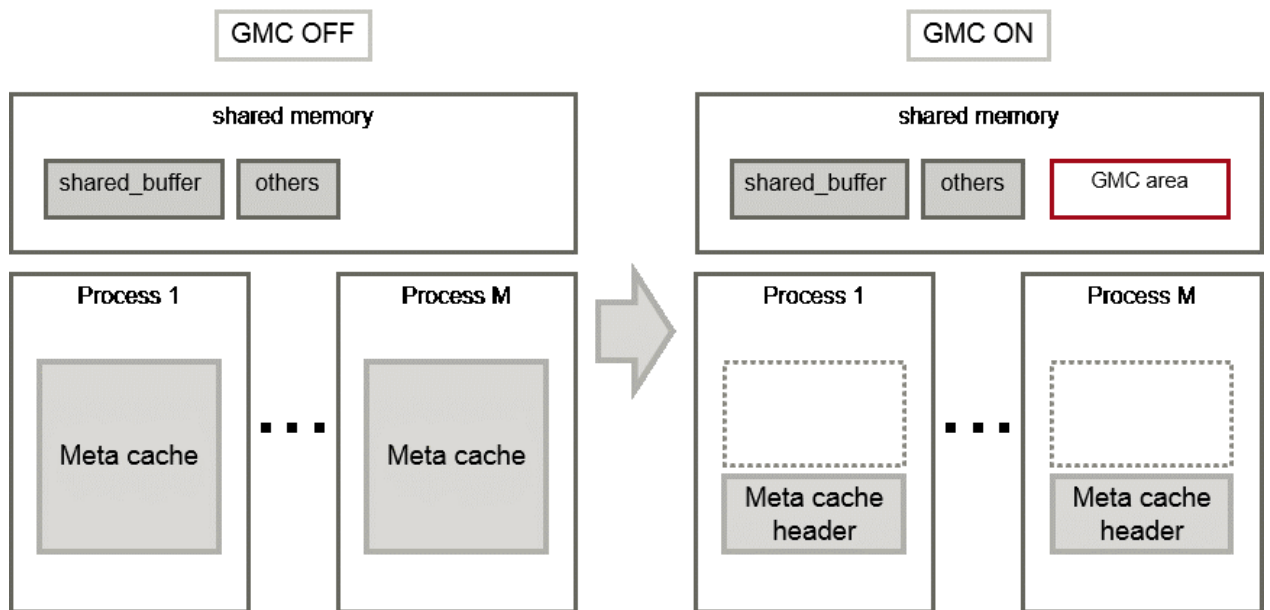 GMC OFF
GMC ON
shared memory
shared_buffer
others
shared memory
shared_buffer
others
GMC area
Process 1
Process M
Meta cache
Meta cache
Process 1
Process M
Meta cache
header
Meta cache
header